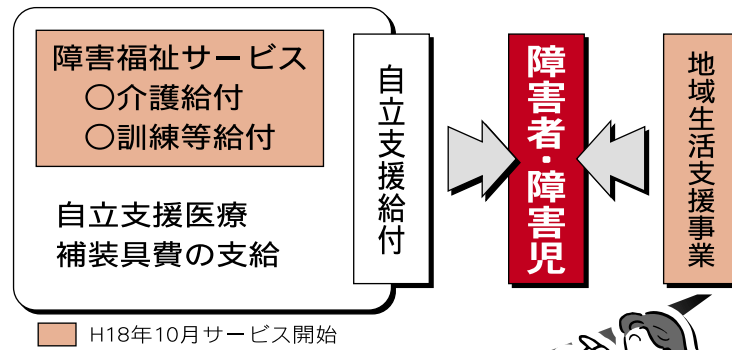 障害福祉サービス
○介護給付
○訓練等給付
自立支援医療
補装具費の支給
自立支援給付
障害者・障害児
地域生活支援事業
H18年10月サービス開始